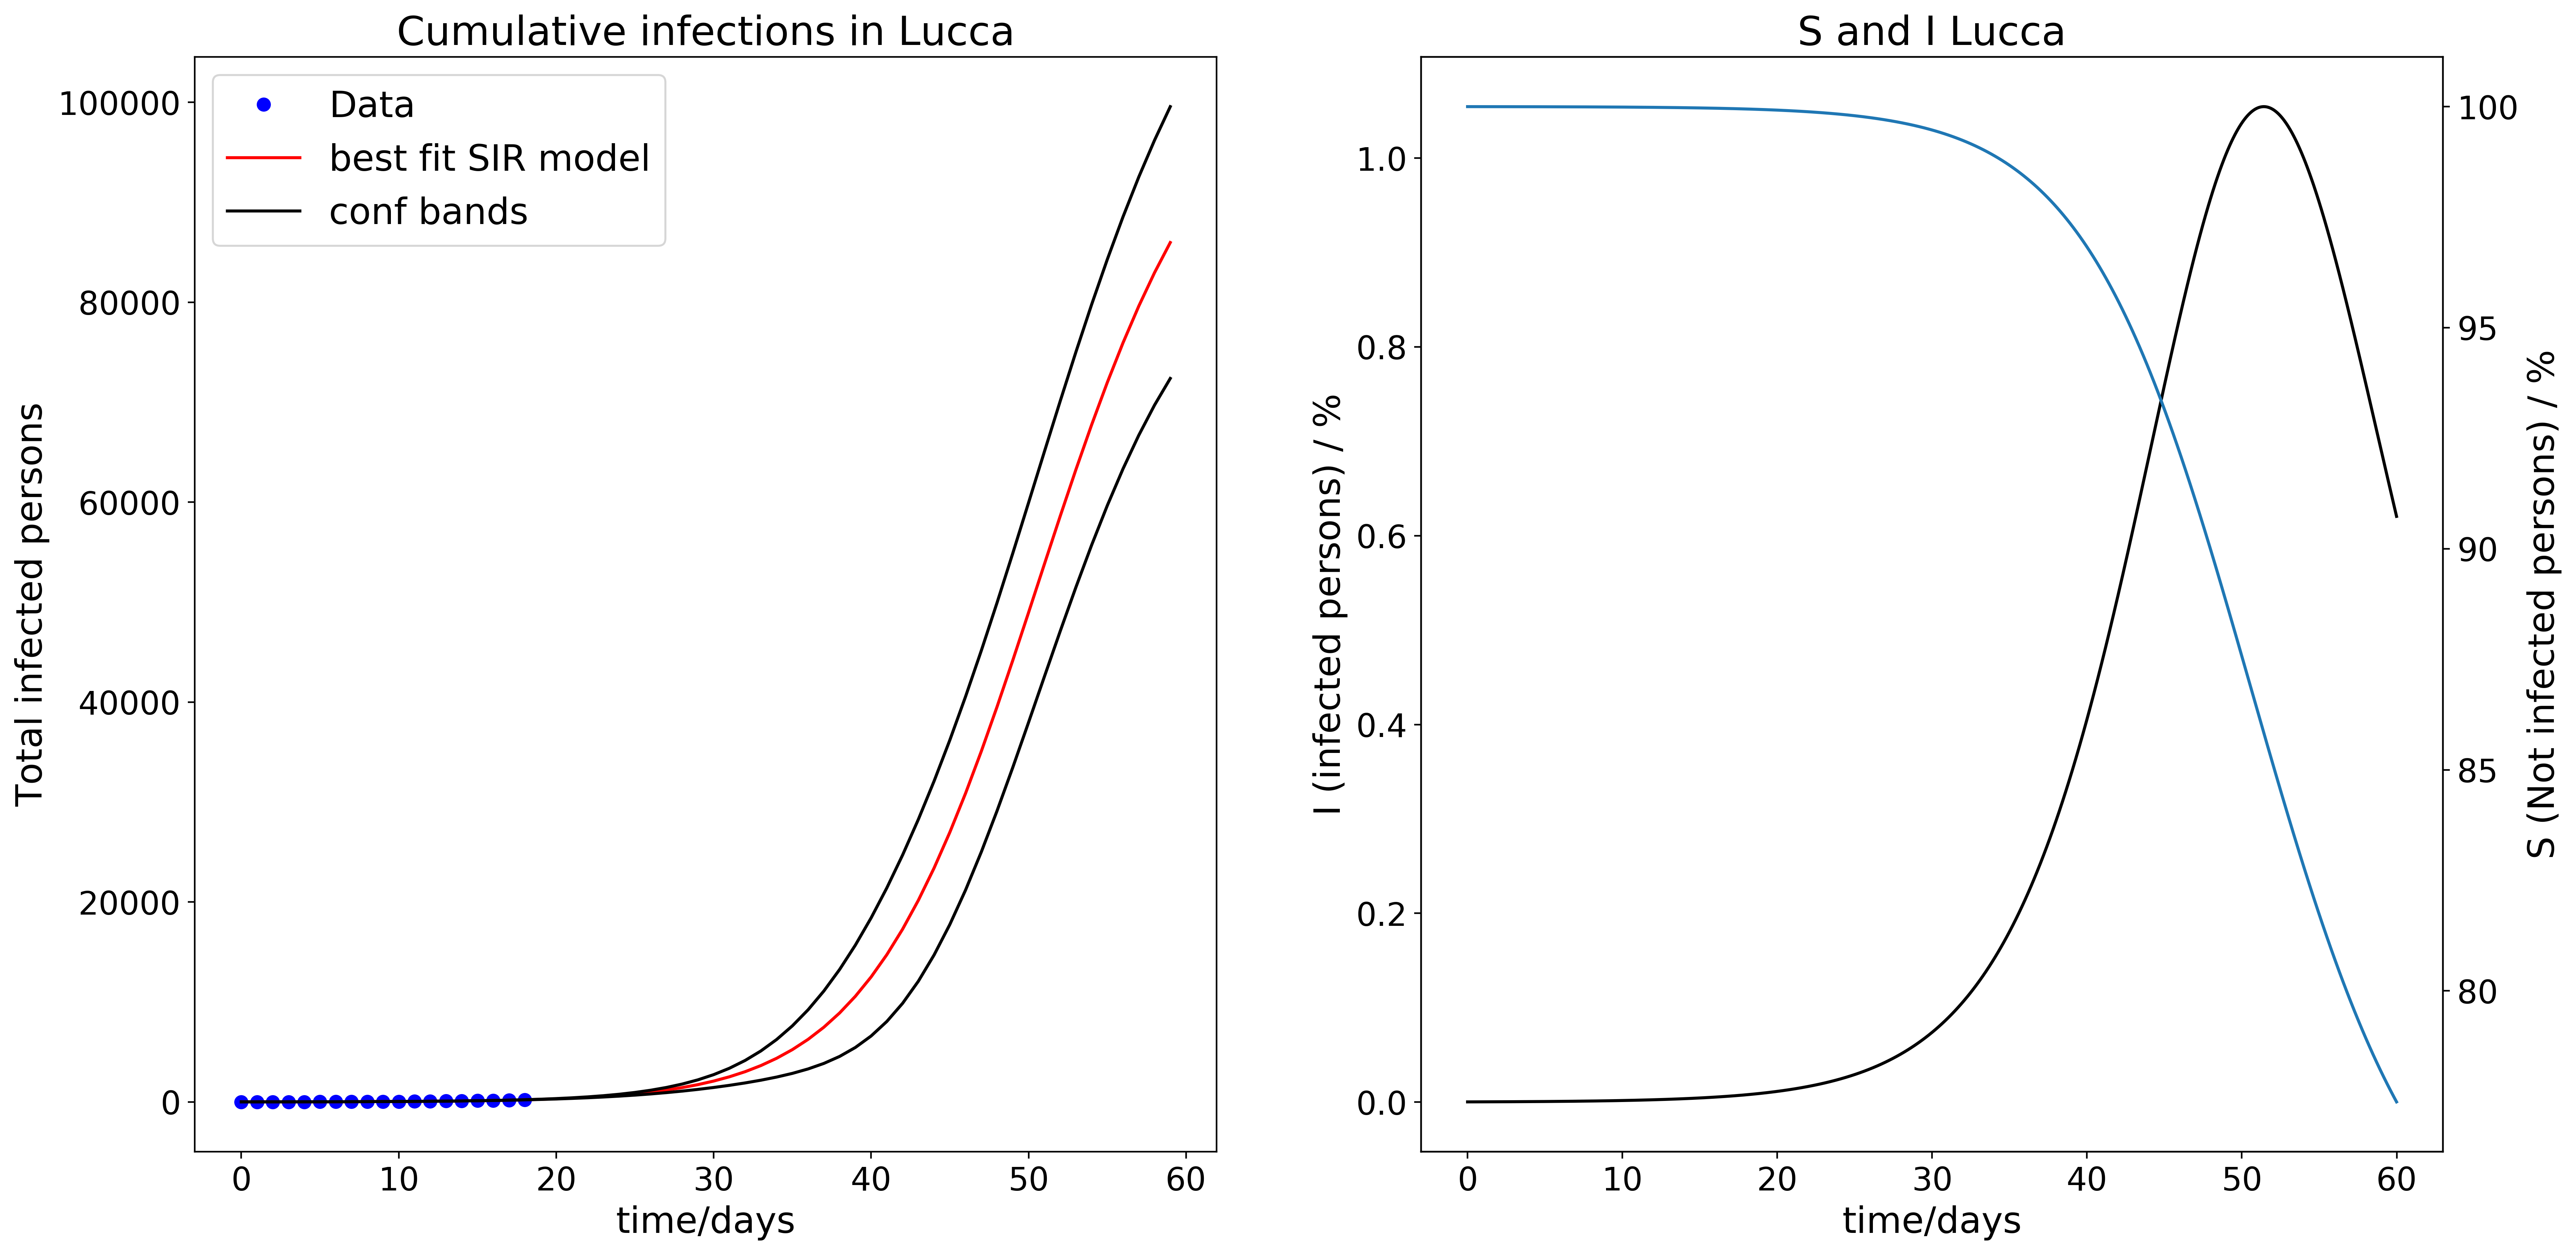 Cumulative infections in Lucca
Data
best fit SIR model
conf bands
100000
80000
60000
40000
20000
0
Total infected persons
0 10 20 30 40 50 60
time/days
S and I Lucca
1.0
0.8
0.6
0.4
0.2
0.0
I (infected persons) / %
100
95
90
85
80
S (Not infected persons) / %
0 10 20 30 40 50 60
time/days